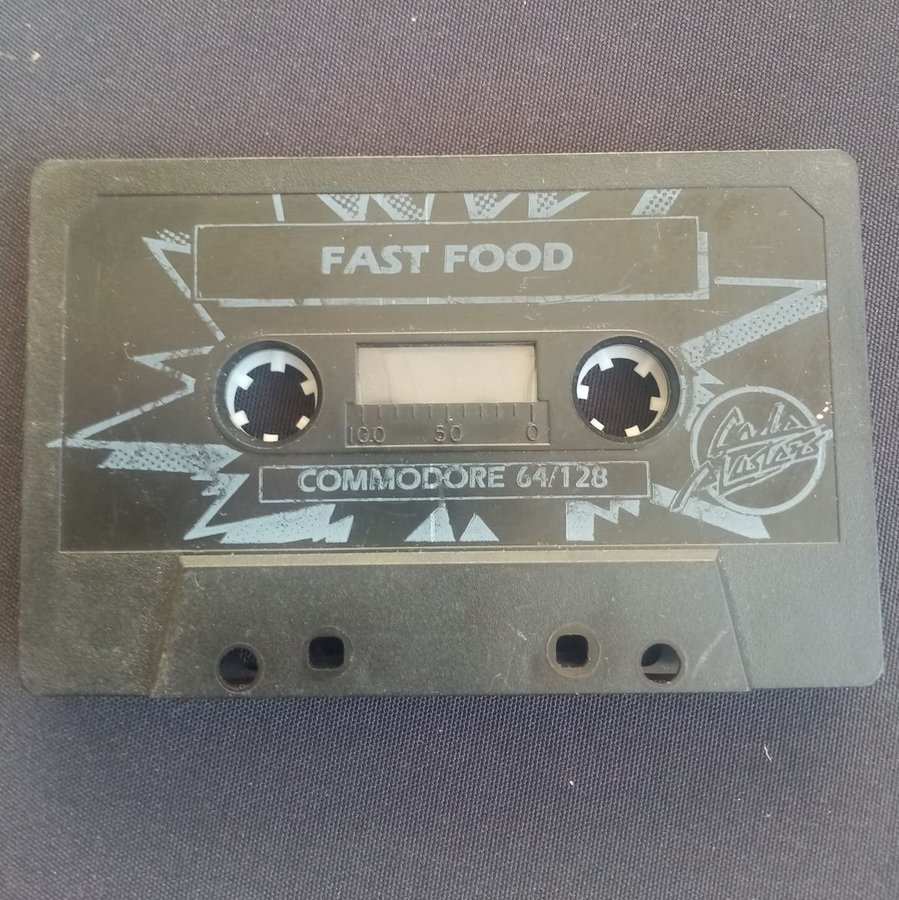 FAST FOOD
100 50 0
COMMODORE 64/128
Code Masters